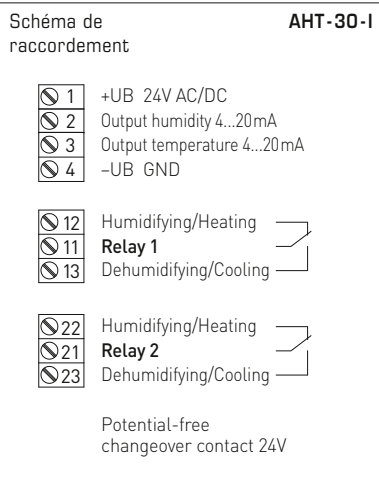 Schéma de raccordement
AHT-30-I
1 +UB 24V AC/DC
2 Output humidity 4...20mA
3 Output temperature 4...20mA
4 –UB GND
12 Humidifying/Heating
11 Relay 1
13 Dehumidifying/Cooling
22 Humidifying/Heating
21 Relay 2
23 Dehumidifying/Cooling
Potential-free
changeover contact 24V